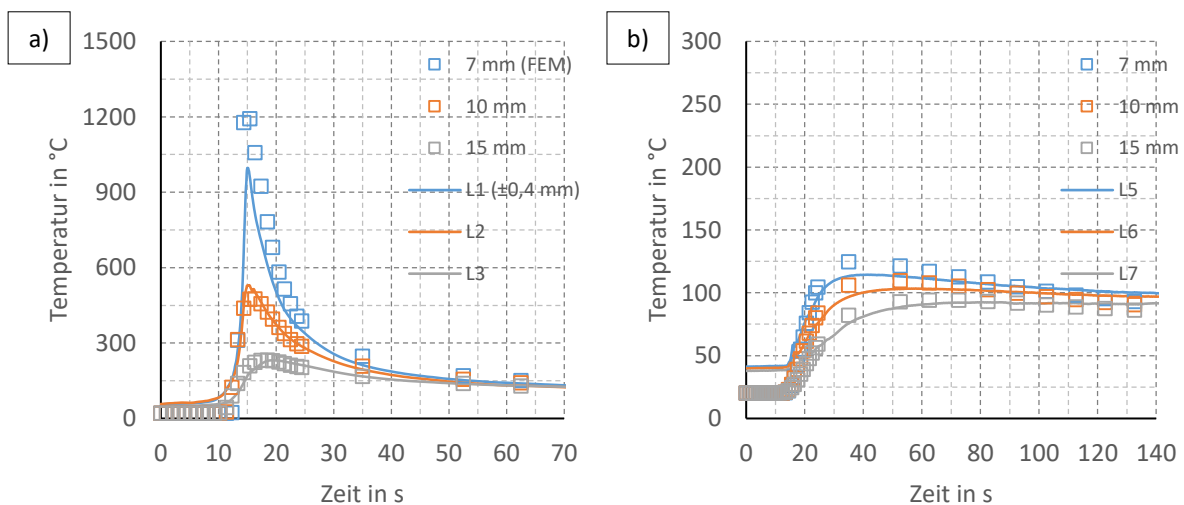 a)
1500
1200
900
600
300
0
Temperatur in °C
0 10 20 30 40 50 60 70
Zeit in s
7 mm (FEM)
10 mm
15 mm
L1 (±0,4 mm)
L2
L3
b)
300
250
200
150
100
50
0
Temperatur in °C
0 20 40 60 80 100 120 140
Zeit in s
7 mm
10 mm
15 mm
L5
L6
L7